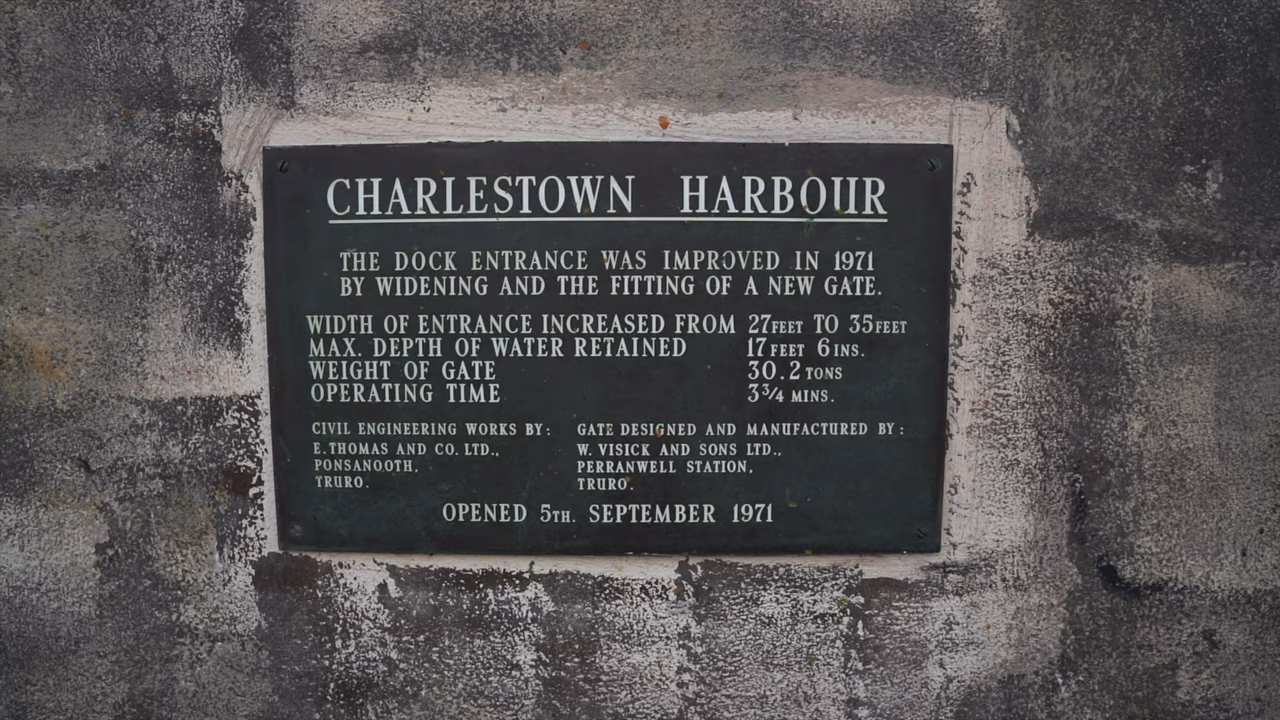 CHARLESTOWN HARBOUR
THE DOCK ENTRANCE WAS IMPROVED IN 1971
BY WIDENING AND THE FITTING OF A NEW GATE.
WIDTH OF ENTRANCE INCREASED FROM 27FEET TO 35FEET
MAX. DEPTH OF WATER RETAINED 17FEET 6INS.
WEIGHT OF GATE 30.2TONS
OPERATING TIME 3¾ MINS.
CIVIL ENGINEERING WORKS BY:
E.THOMAS AND CO. LTD.,
PONSANOOTH,
TRURO.
GATE DESIGNED AND MANUFACTURED BY:
W. VISICK AND SONS LTD.,
PERRANWELL STATION,
TRURO.
OPENED 5TH. SEPTEMBER 1971